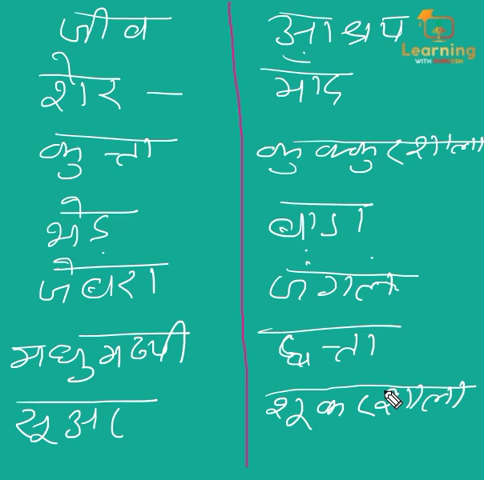 जीव आश्रय
Learning
शेर – माँद
कुत्ता कुक्कुरशाला
भेड़ बाडा
जेबरा जंगल
मधुमक्खी छत्ता
सूअर शूकरशाला